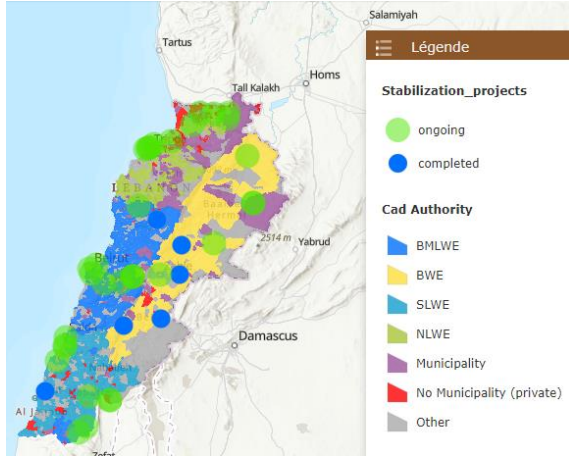 Salamiyah
Tartus
Homs
Tall Kalakh
LEBANON
2514 m
Yabrud
Beirut
Damascus
Zefat
Légende
Stabilization_projects
ongoing
completed
Cad Authority
BMLWE
BWE
SLWE
NLWE
Municipality
No Municipality (private)
Other